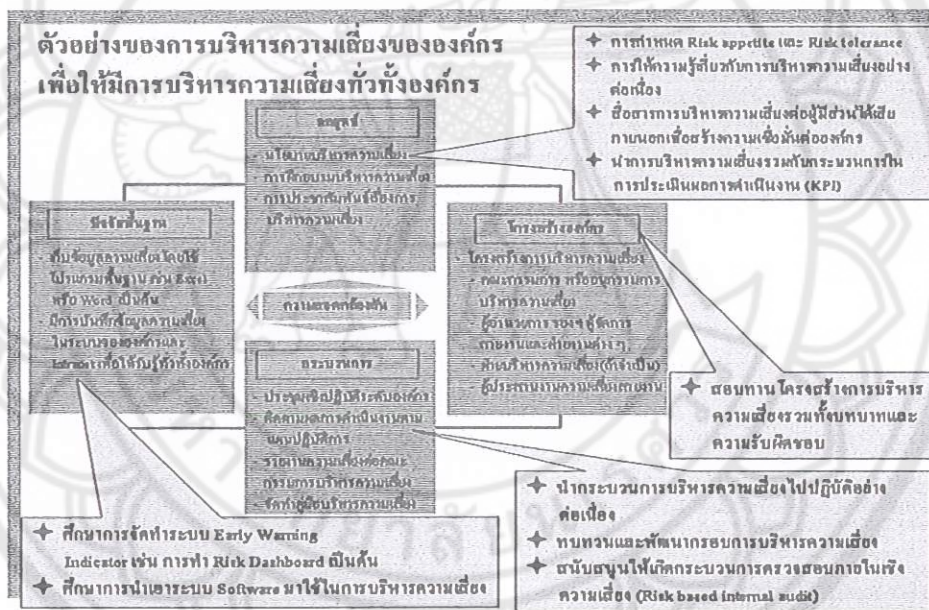 ตัวอย่างของการบริหารความเสี่ยงขององค์กร
เพื่อให้มีการบริหารความเสี่ยงทั่วทั้งองค์กร
✦ การกำหนด Risk appetite และ Risk tolerance
✦ การให้ความรู้เกี่ยวกับการบริหารความเสี่ยงอย่าง
ต่อเนื่อง
✦ สื่อสารการบริหารความเสี่ยงต่อผู้มีส่วนได้เสีย
ภายนอกเพื่อสร้างความเชื่อมั่นต่อองค์กร
✦ นำการบริหารความเสี่ยงรวมกับกระบวนการใน
การประเมินผลการดำเนินงาน (KPI)
กลยุทธ์
- นโยบายบริหารความเสี่ยง
- การฝึกอบรมบริหารความเสี่ยง
การประชาสัมพันธ์เรื่องการ
บริหารความเสี่ยง
ปัจจัยพื้นฐาน
- เก็บข้อมูลความเสี่ยงโดยใช้
โปรแกรมพื้นฐาน เช่น Excel
หรือ Word เป็นต้น
- มีการบันทึกข้อมูลความเสี่ยง
ในระบบขององค์กรและ
Intranet เพื่อให้รับรู้ทั่วทั้งองค์กร
ความสอดคล้องกัน
โครงสร้างองค์กร
- โครงสร้างการบริหารความเสี่ยง
- คณะกรรมการ หรืออนุกรรมการ
บริหารความเสี่ยง
- ผู้อำนวยการ รองฯ ผู้จัดการ
สายงานและฝ่ายงานต่าง ๆ
- ฝ่ายบริหารความเสี่ยง(ถ้าจำเป็น)
- ผู้ประสานงานความเสี่ยงสายงาน
กระบวนการ
- ประชุมเชิงปฏิบัติระดับองค์กร
- ติดตามผลการดำเนินงานตาม
แผนปฏิบัติการ
- รายงานความเสี่ยงต่อคณะ
กรรมการบริหารความเสี่ยง
- จัดทำคู่มือบริหารความเสี่ยง
✦ สอบทานโครงสร้างการบริหาร
ความเสี่ยงรวมทั้งบทบาทและ
ความรับผิดชอบ
✦ ศึกษาการจัดทำระบบ Early Warning
Indicator เช่น การทำ Risk Dashboard เป็นต้น
✦ ศึกษาการนำเอาระบบ Software มาใช้ในการบริหารความเสี่ยง
✦ นำกระบวนการบริหารความเสี่ยงไปปฏิบัติอย่าง
ต่อเนื่อง
✦ ทบทวนและพัฒนากรอบการบริหารความเสี่ยง
✦ สนับสนุนให้เกิดกระบวนการตรวจสอบภายในเชิง
ความเสี่ยง (Risk based internal audit)